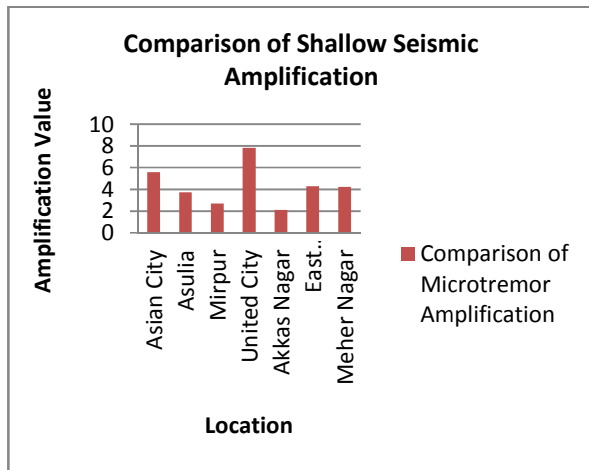 Comparison of Shallow Seismic
Amplification
Amplification Value
10
8
6
4
2
0
Asian City
Asulia
Mirpur
United City
Akkas Nagar
East..
Meher Nagar
Location
Comparison of
Microtremor
Amplification